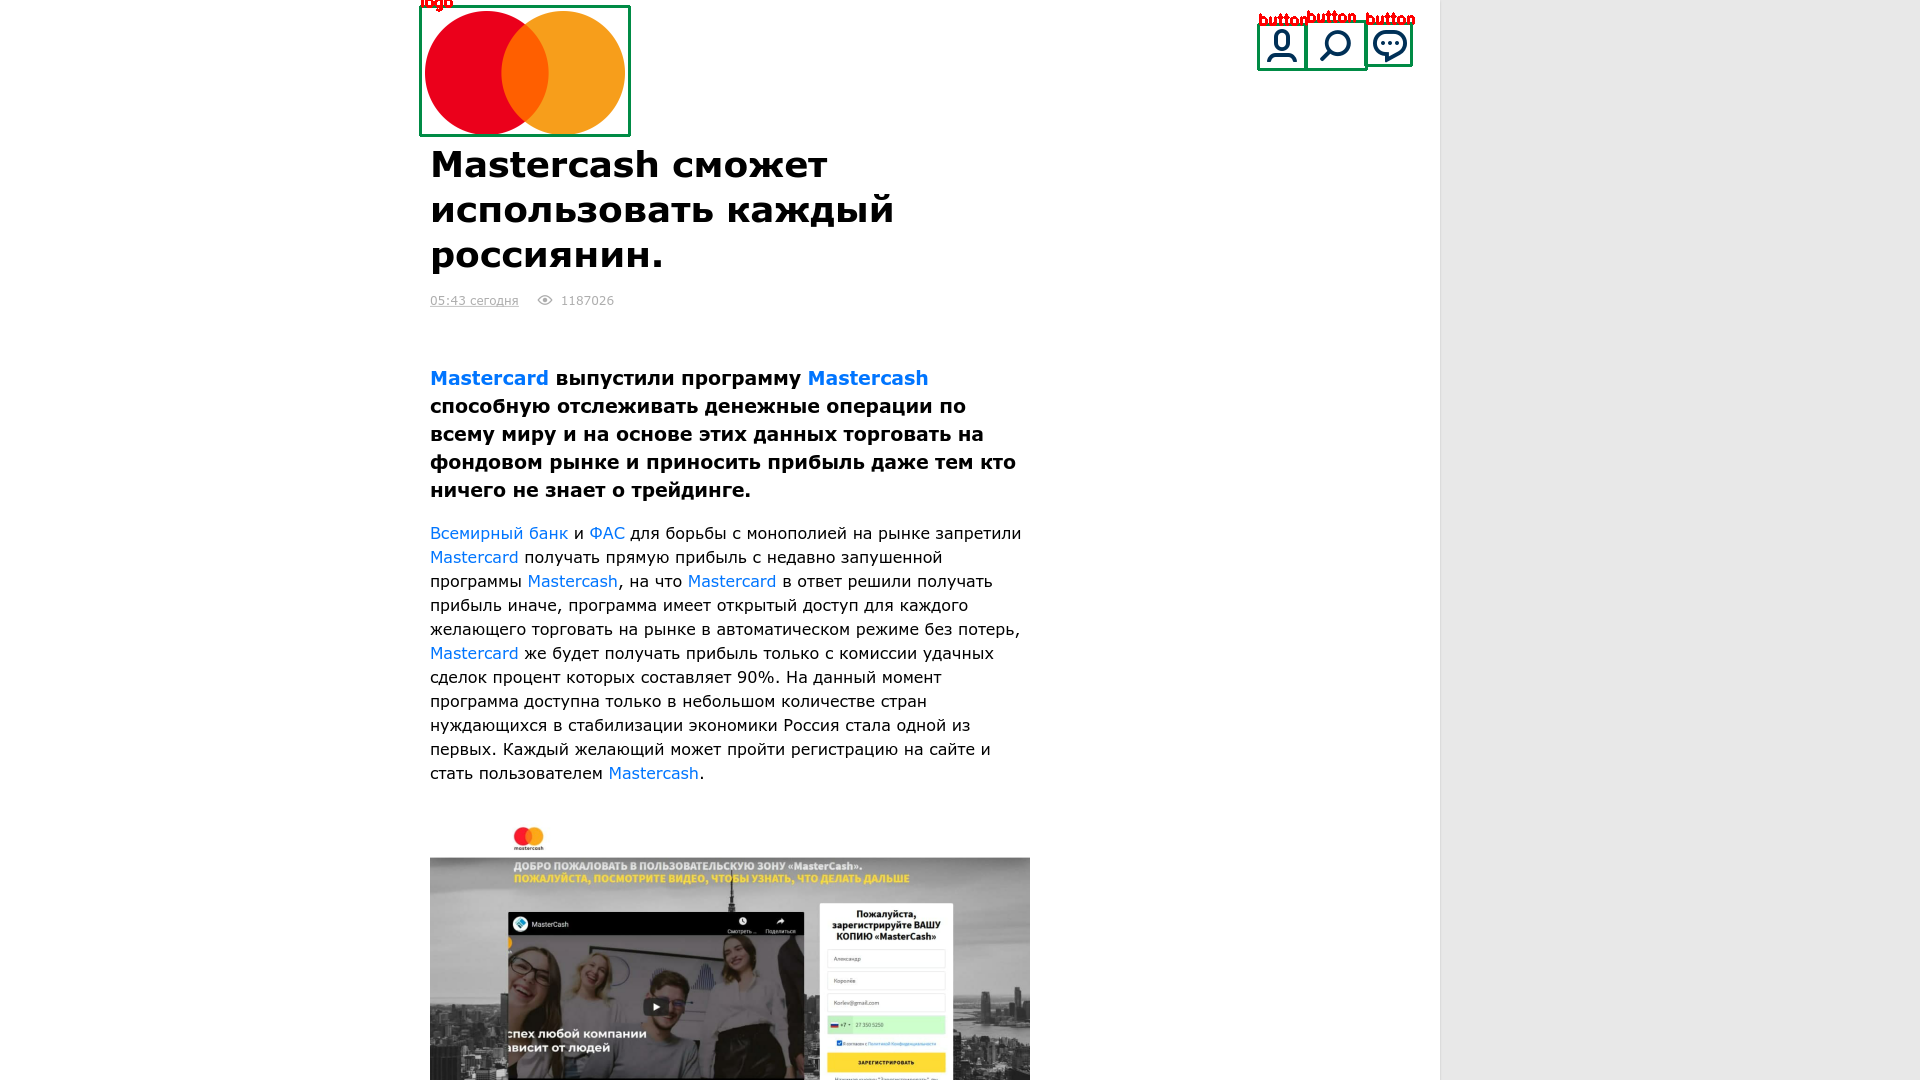 logo
button
button
button
Mastercash сможет
использовать каждый
россиянин.
05:43 сегодня 1187026
Mastercard выпустили программу Mastercash
способную отслеживать денежные операции по
всему миру и на основе этих данных торговать на
фондовом рынке и приносить прибыль даже тем кто
ничего не знает о трейдинге.
Всемирный банк и ФАС для борьбы с монополией на рынке запретили
Mastercard получать прямую прибыль с недавно запушенной
программы Mastercash, на что Mastercard в ответ решили получать
прибыль иначе, программа имеет открытый доступ для каждого
желающего торговать на рынке в автоматическом режиме без потерь,
Mastercard же будет получать прибыль только с комиссии удачных
сделок процент которых составляет 90%. На данный момент
программа доступна только в небольшом количестве стран
нуждающихся в стабилизации экономики Россия стала одной из
первых. Каждый желающий может пройти регистрацию на сайте и
стать пользователем Mastercash.
mastercash
ДОБРО ПОЖАЛОВАТЬ В ПОЛЬЗОВАТЕЛЬСКУЮ ЗОНУ «MasterCash».
ПОЖАЛУЙСТА, ПОСМОТРИТЕ ВИДЕО, ЧТОБЫ УЗНАТЬ, ЧТО ДЕЛАТЬ ДАЛЬШЕ
MasterCash
Смотреть ... Поделиться
спех любой компании
ависит от людей
Пожалуйста,
зарегистрируйте ВАШУ
КОПИЮ «MasterCash»
Александр
Королёв
Korlev@gmail.com
+7 27 330 5250
Я согласен с Политикой Конфиденциальности
ЗАРЕГИСТРИРОВАТЬ